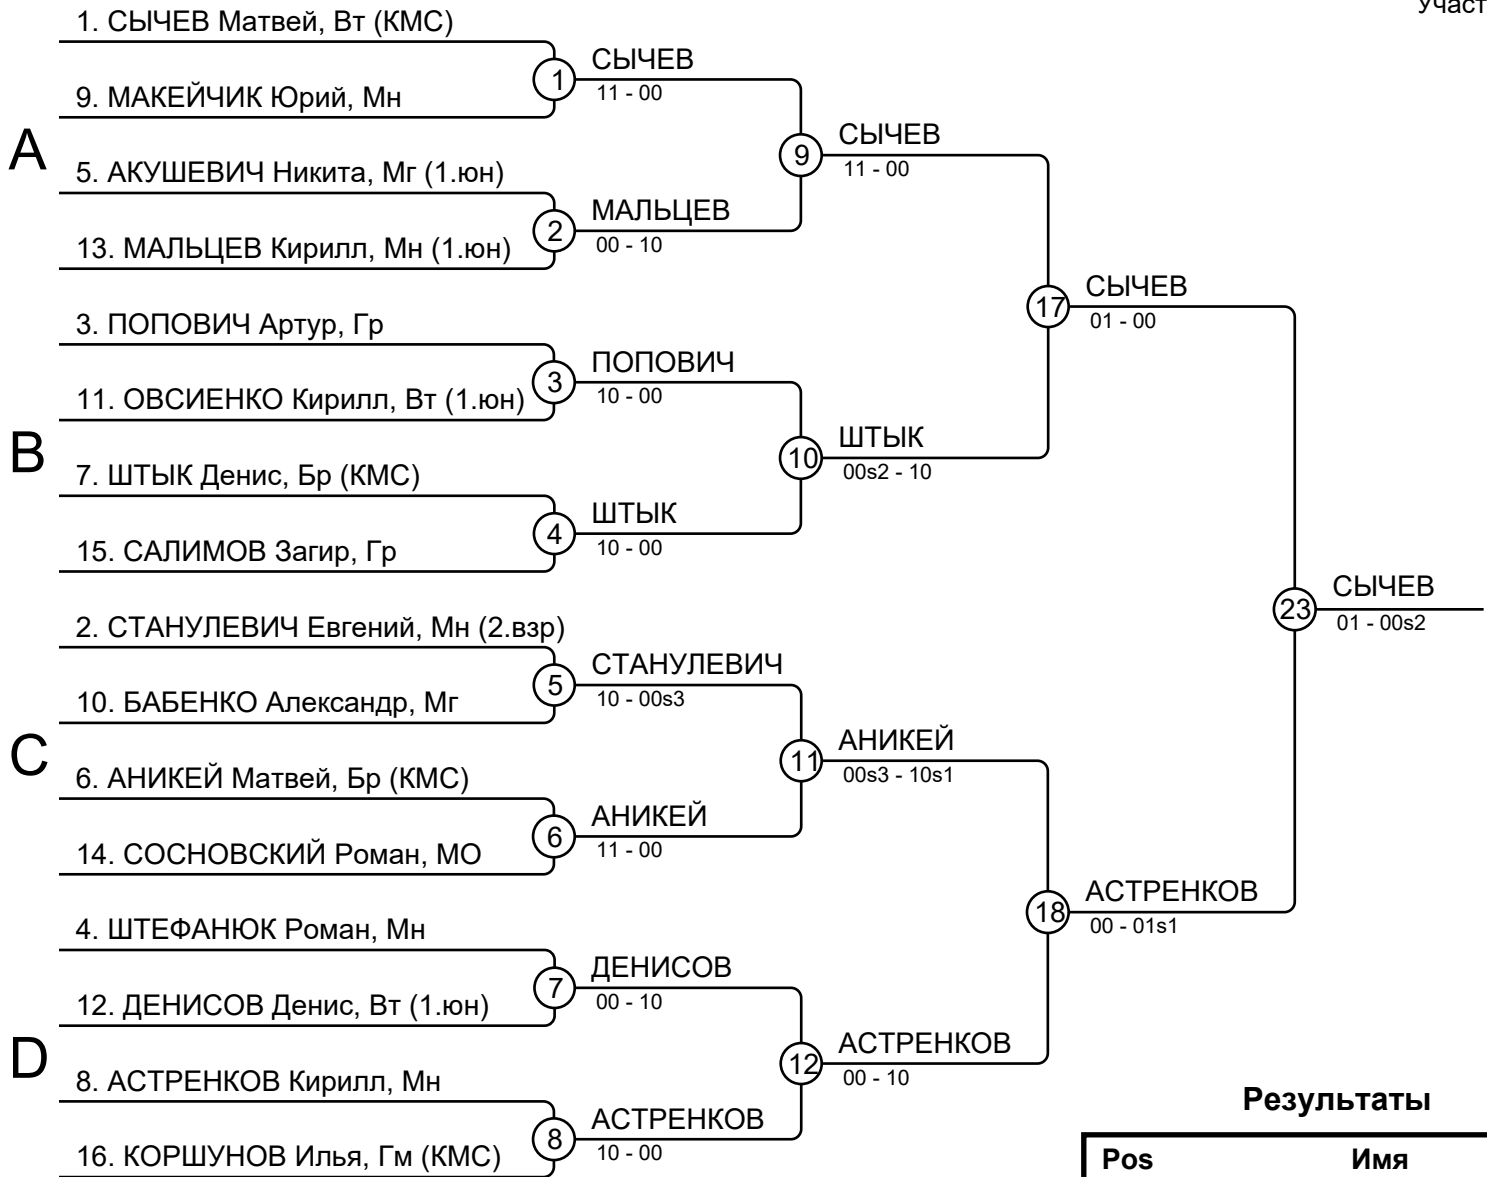 Участ
1. СЫЧЕВ Матвей, Вт (КМС)
9. МАКЕЙЧИК Юрий, Мн
1
СЫЧЕВ
11 - 00
A
5. АКУШЕВИЧ Никита, Мг (1.юн)
13. МАЛЬЦЕВ Кирилл, Мн (1.юн)
2
МАЛЬЦЕВ
00 - 10
9
СЫЧЕВ
11 - 00
3. ПОПОВИЧ Артур, Гр
11. ОВСИЕНКО Кирилл, Вт (1.юн)
3
ПОПОВИЧ
10 - 00
B
7. ШТЫК Денис, Бр (КМС)
15. САЛИМОВ Загир, Гр
4
ШТЫК
10 - 00
10
ШТЫК
00s2 - 10
17
СЫЧЕВ
01 - 00
2. СТАНУЛЕВИЧ Евгений, Мн (2.взр)
10. БАБЕНКО Александр, Мг
5
СТАНУЛЕВИЧ
10 - 00s3
C
6. АНИКЕЙ Матвей, Бр (КМС)
14. СОСНОВСКИЙ Роман, МО
6
АНИКЕЙ
11 - 00
11
АНИКЕЙ
00s3 - 10s1
4. ШТЕФАНЮК Роман, Мн
12. ДЕНИСОВ Денис, Вт (1.юн)
7
ДЕНИСОВ
00 - 10
D
8. АСТРЕНКОВ Кирилл, Мн
16. КОРШУНОВ Илья, Гм (КМС)
8
АСТРЕНКОВ
10 - 00
12
АСТРЕНКОВ
00 - 10
18
АСТРЕНКОВ
00 - 01s1
23
СЫЧЕВ
01 - 00s2
Результаты
Pos Имя